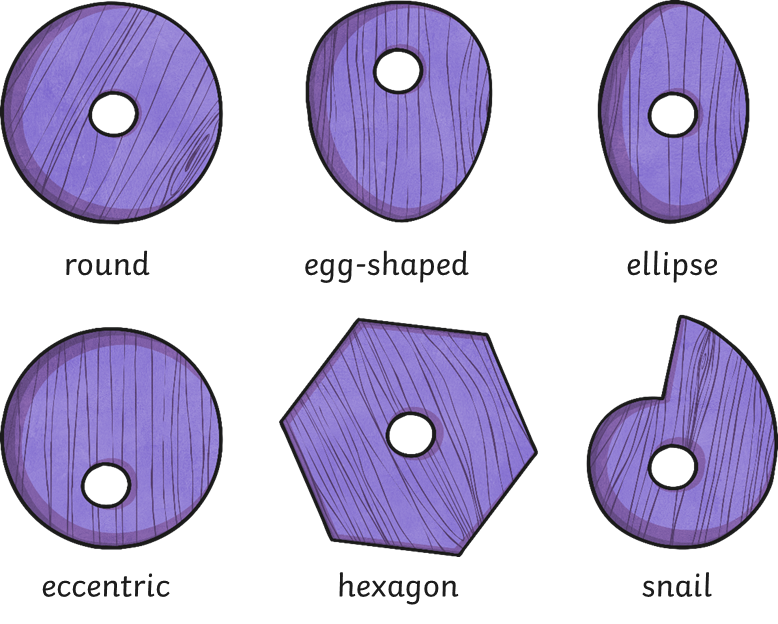 round
egg-shaped
ellipse
eccentric
hexagon
snail